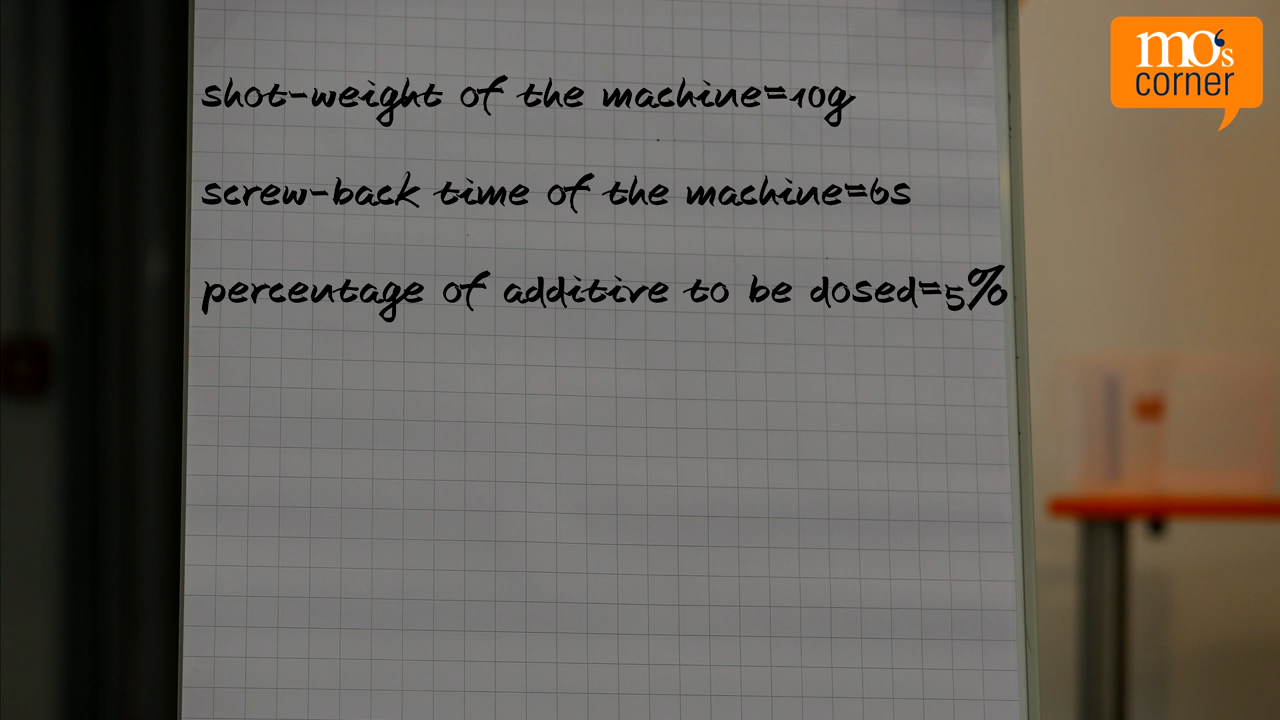 mo's
corner
shot-weight of the machine=10g
screw-back time of the machine=6s
percentage of additive to be dosed=5%